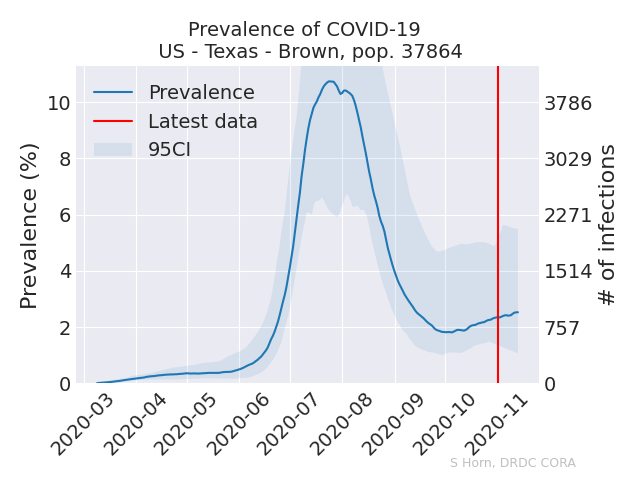 Prevalence of COVID-19
US - Texas - Brown, pop. 37864
Prevalence
Latest data
95CI
Prevalence (%)
10
8
6
4
2
0
3786
3029
2271
1514
757
0
# of infections
2020-03
2020-04
2020-05
2020-06
2020-07
2020-08
2020-09
2020-10
2020-11
S Horn, DRDC CORA